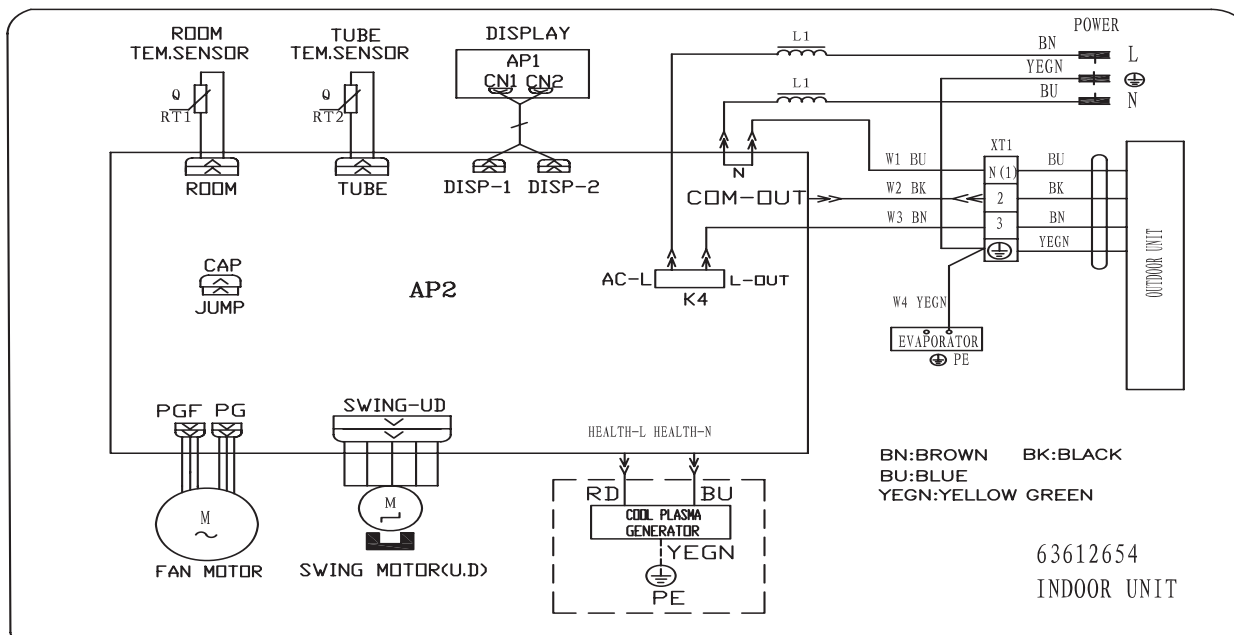 ROOM
TEM.SENSOR
TUBE
TEM.SENSOR
DISPLAY
AP1
CN1 CN2
L1
L1
POWER
BN
YEGN
BU
L
N
Q
RT1
Q
RT2
ROOM
TUBE
DISP-1 DISP-2
N
COM-OUT
W1 BU
W2 BK
W3 BN
XT1
N(1)
2
3
BU
BK
BN
YEGN
OUTDOOR UNIT
CAP
JUMP
AP2
AC-L
L-OUT
K4
W4 YEGN
EVAPORATOR
PE
PGF PG
SWING-UD
HEALTH-L HEALTH-N
M
~
FAN MOTOR
M
SWING MOTOR(U.D)
RD
BU
COOL PLASMA
GENERATOR
YEGN
PE
BN:BROWN BK:BLACK
BU:BLUE
YEGN:YELLOW GREEN
63612654
INDOOR UNIT